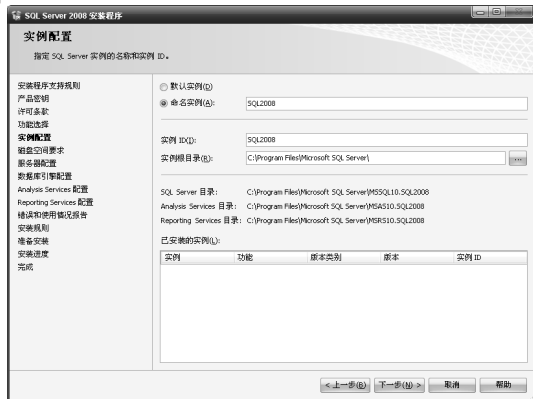 SQL Server 2008 安装程序
实例配置
指定 SQL Server 实例的名称和实例 ID。
安装程序支持规则
产品密钥
许可条款
功能选择
实例配置
磁盘空间要求
服务器配置
数据库引擎配置
Analysis Services 配置
Reporting Services 配置
错误和使用情况报告
安装规则
准备安装
安装进度
完成
默认实例(D)
命名实例(A): SQL2008
实例 ID(I): SQL2008
实例根目录(R): C:\Program Files\Microsoft SQL Server\ ...
SQL Server 目录: C:\Program Files\Microsoft SQL Server\MSSQL10.SQL2008
Analysis Services 目录: C:\Program Files\Microsoft SQL Server\MSAS10.SQL2008
Reporting Services 目录: C:\Program Files\Microsoft SQL Server\MSRS10.SQL2008
已安装的实例(L):
实例 功能 版本类别 版本 实例 ID
< 上一步(B) 下一步(N) > 取消 帮助